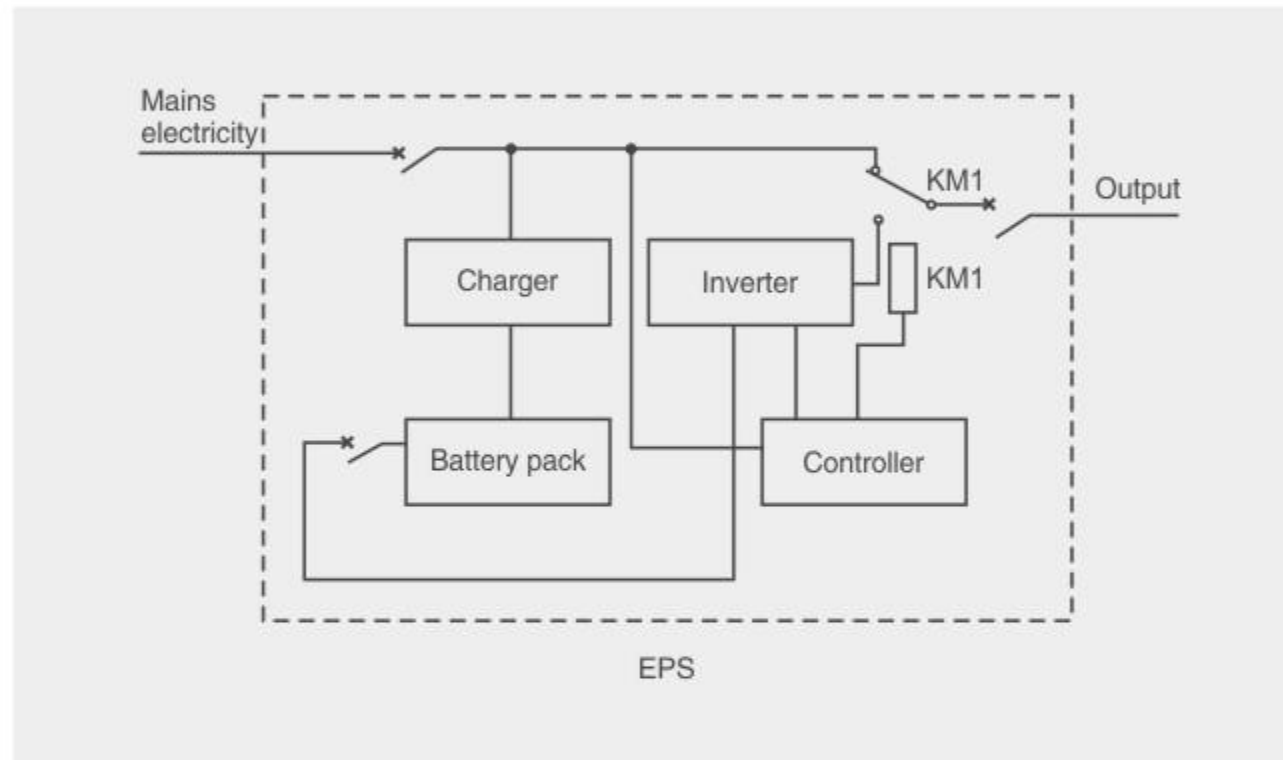 Mains
electricity
KM1
Output
Charger
Inverter
KM1
Battery pack
Controller
EPS